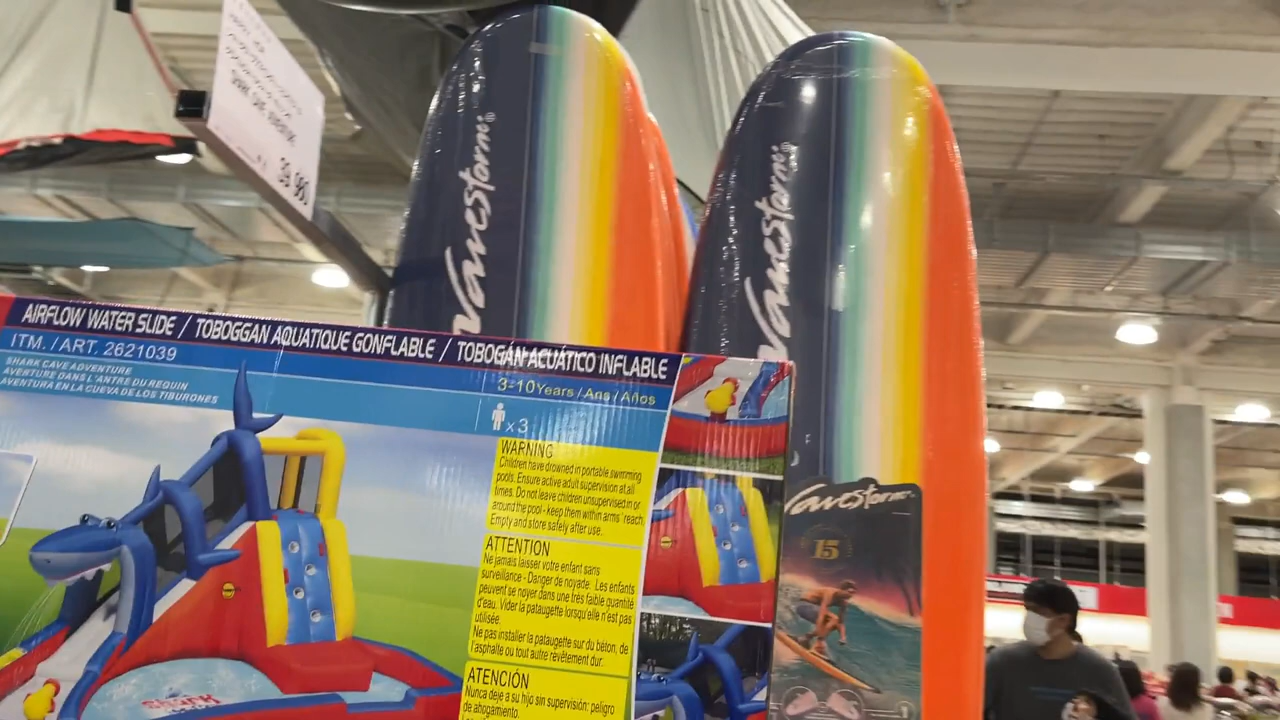 39,980
Wavestorm®
Wavestorm®
AIRFLOW WATER SLIDE / TOBOGGAN AQUATIQUE GONFLABLE / TOBOGÁN ACUÁTICO INFLABLE
ITM. / ART. 2621039
3-10 Years / Ans / Años
SHARK CAVE ADVENTURE
AVENTURE DANS L'ANTRE DU REQUIN
AVENTURA EN LA CUEVA DE LOS TIBURONES
x 3
WARNING
Children have drowned in portable swimming
pools. Ensure active adult supervision at all
times. Do not leave children unsupervised in or
around the pool - keep them within arms' reach.
Empty and store safely after use.
ATTENTION
Ne jamais laisser votre enfant sans
surveillance - Danger de noyade. Les enfants
peuvent se noyer dans une très faible quantité
d'eau. Vider la pataugette lorsqu'elle n'est pas
utilisée.
Ne pas installer la pataugette sur du béton, de
l'asphalte ou tout autre revêtement dur.
ATENCIÓN
Nunca deje a su hijo sin supervisión: peligro
de ahogamiento.
Wavestorm
15
SHARK